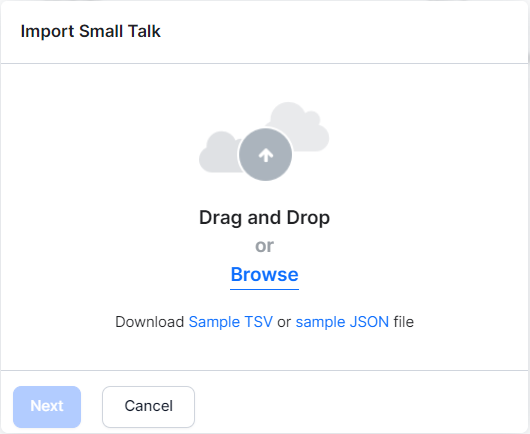 Import Small Talk
Drag and Drop
or
Browse
Download Sample TSV or sample JSON file
Next
Cancel